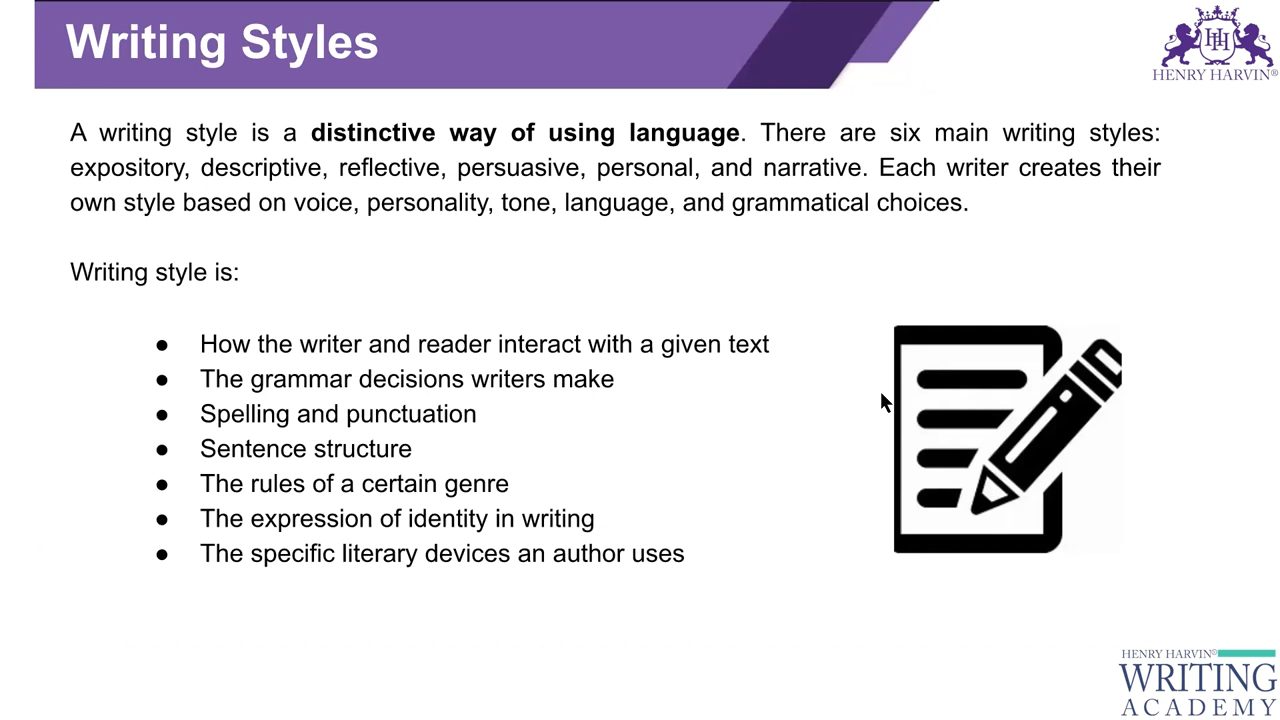 Writing Styles
HENRY HARVIN®
A writing style is a distinctive way of using language. There are six main writing styles:
expository, descriptive, reflective, persuasive, personal, and narrative. Each writer creates their
own style based on voice, personality, tone, language, and grammatical choices.
Writing style is:
● How the writer and reader interact with a given text
● The grammar decisions writers make
● Spelling and punctuation
● Sentence structure
● The rules of a certain genre
● The expression of identity in writing
● The specific literary devices an author uses
HENRY HARVIN®
WRITING
ACADEMY